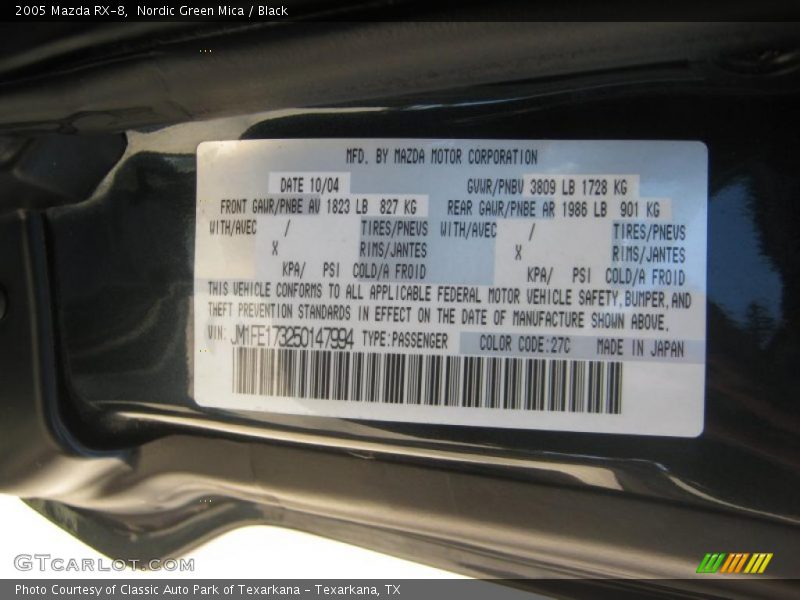 2005 Mazda RX-8, Nordic Green Mica / Black
MFD. BY MAZDA MOTOR CORPORATION
DATE 10/04 GVWR/PNBV 3809 LB 1728 KG
FRONT GAWR/PNBE AV 1823 LB 827 KG REAR GAWR/PNBE AR 1986 LB 901 KG
WITH/AVEC / TIRES/PNEUS WITH/AVEC / TIRES/PNEUS
X RIMS/JANTES X RIMS/JANTES
KPA/ PSI COLD/A FROID KPA/ PSI COLD/A FROID
THIS VEHICLE CONFORMS TO ALL APPLICABLE FEDERAL MOTOR VEHICLE SAFETY, BUMPER, AND
THEFT PREVENTION STANDARDS IN EFFECT ON THE DATE OF MANUFACTURE SHOWN ABOVE.
VIN: JM1FE173250147994 TYPE:PASSENGER COLOR CODE:27C MADE IN JAPAN
GTCARLOT.COM
Photo Courtesy of Classic Auto Park of Texarkana - Texarkana, TX